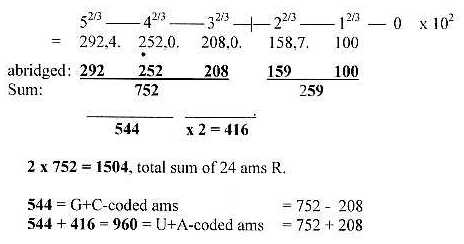 5^2/3 —— 4^2/3 —— 3^2/3 —|— 2^2/3 —— 1^2/3 — 0 x 10^2
= 292,4. 252,0. 208,0. 158,7. 100
abridged: 292 252 208 159 100
Sum: 752 259
544 x 2 = 416
2 x 752 = 1504, total sum of 24 ams R.
544 = G+C-coded ams = 752 - 208
544 + 416 = 960 = U+A-coded ams = 752 + 208